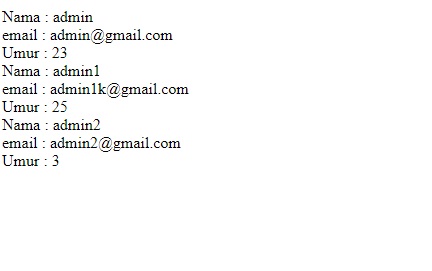 Nama : admin
email : admin@gmail.com
Umur : 23
Nama : admin1
email : admin1k@gmail.com
Umur : 25
Nama : admin2
email : admin2@gmail.com
Umur : 3